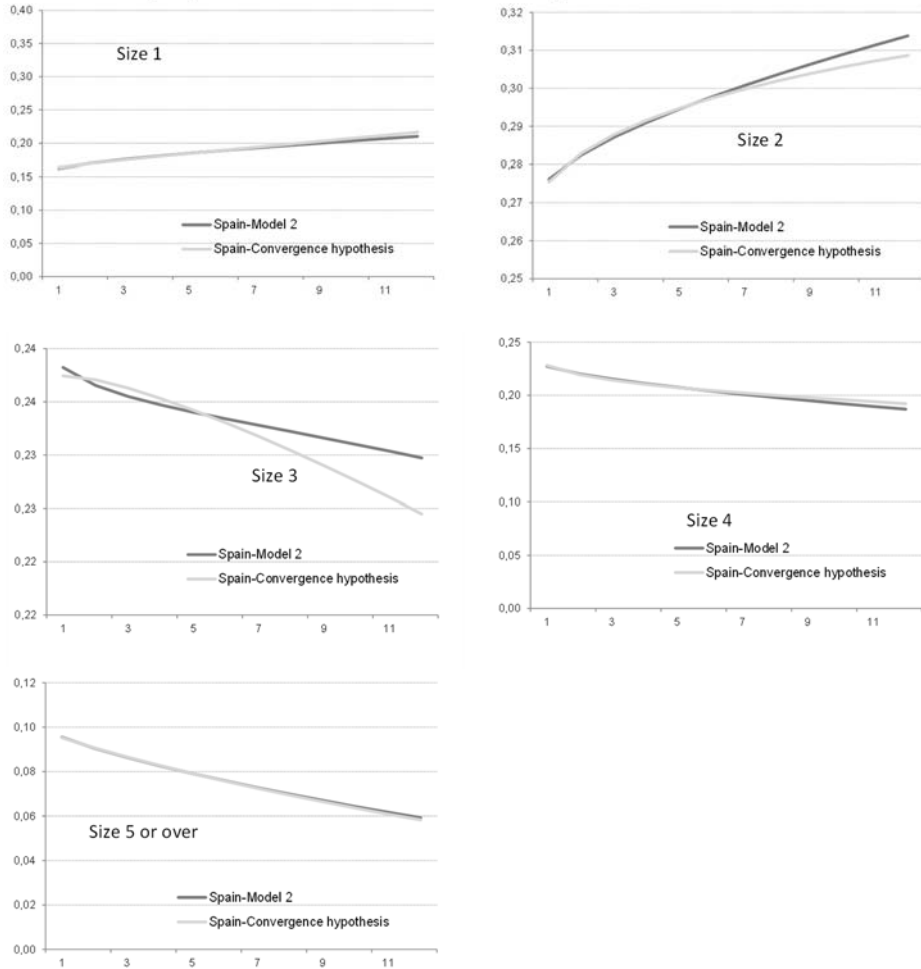 0,40
0,35
0,30
0,25
0,20
0,15
0,10
0,05
0,00
Size 1
Spain-Model 2
Spain-Convergence hypothesis
1 3 5 7 9 11
0,32
0,31
0,30
0,29
0,28
0,27
0,26
0,25
Size 2
Spain-Model 2
Spain-Convergence hypothesis
1 3 5 7 9 11
0,24
0,24
0,23
0,23
0,22
0,22
Size 3
Spain-Model 2
Spain-Convergence hypothesis
1 3 5 7 9 11
0,25
0,20
0,15
0,10
0,05
0,00
Size 4
Spain-Model 2
Spain-Convergence hypothesis
1 3 5 7 9 11
0,12
0,10
0,08
0,06
0,04
0,02
0,00
Size 5 or over
Spain-Model 2
Spain-Convergence hypothesis
1 3 5 7 9 11